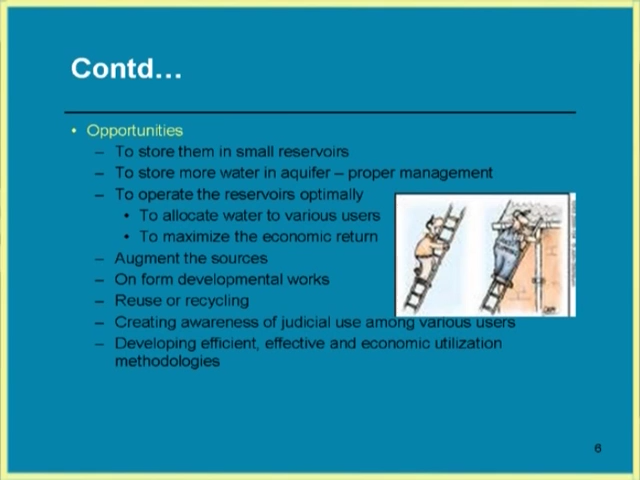 Contd…
• Opportunities
– To store them in small reservoirs
– To store more water in aquifer – proper management
– To operate the reservoirs optimally
• To allocate water to various users
• To maximize the economic return
– Augment the sources
– On form developmental works
– Reuse or recycling
– Creating awareness of judicial use among various users
– Developing efficient, effective and economic utilization
methodologies
6